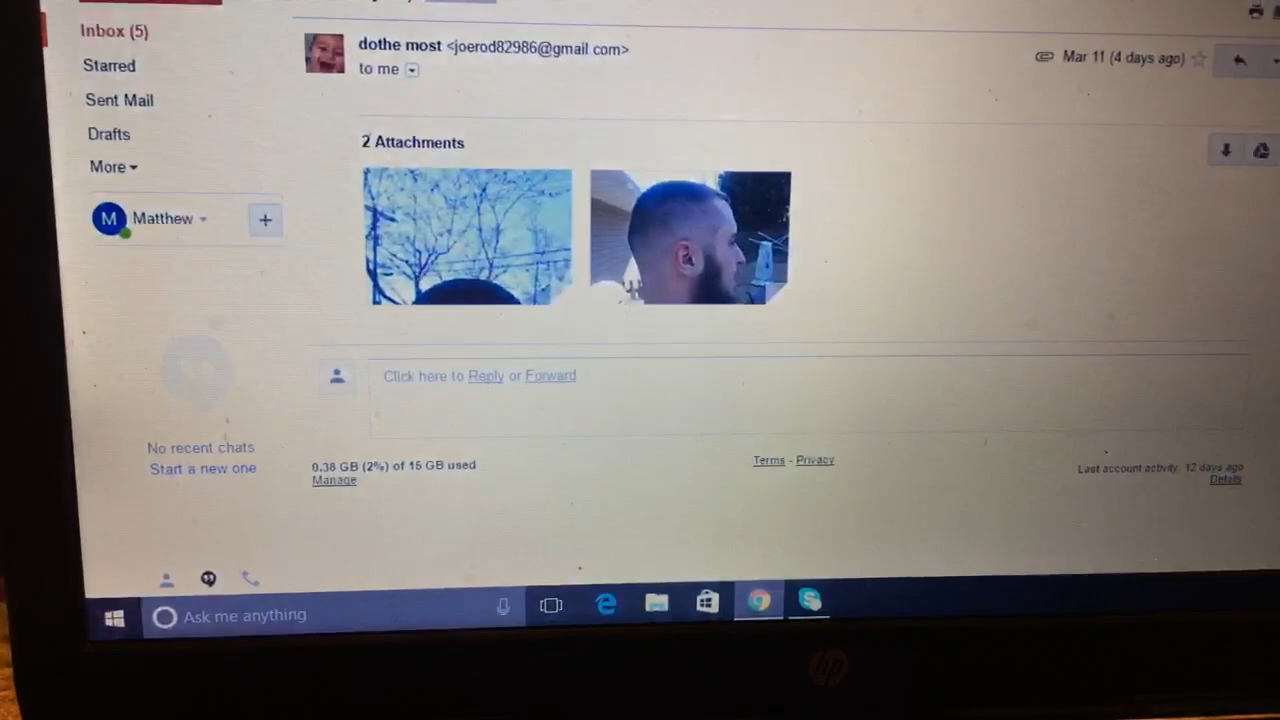 Inbox (5)
Starred
Sent Mail
Drafts
More
M Matthew
+
No recent chats
Start a new one
dothe most <joerod82986@gmail.com>
to me
Mar 11 (4 days ago)
2 Attachments
Click here to Reply or Forward
0.38 GB (2%) of 15 GB used
Manage
Terms - Privacy
Last account activity: 12 days ago
Details
Ask me anything
hp